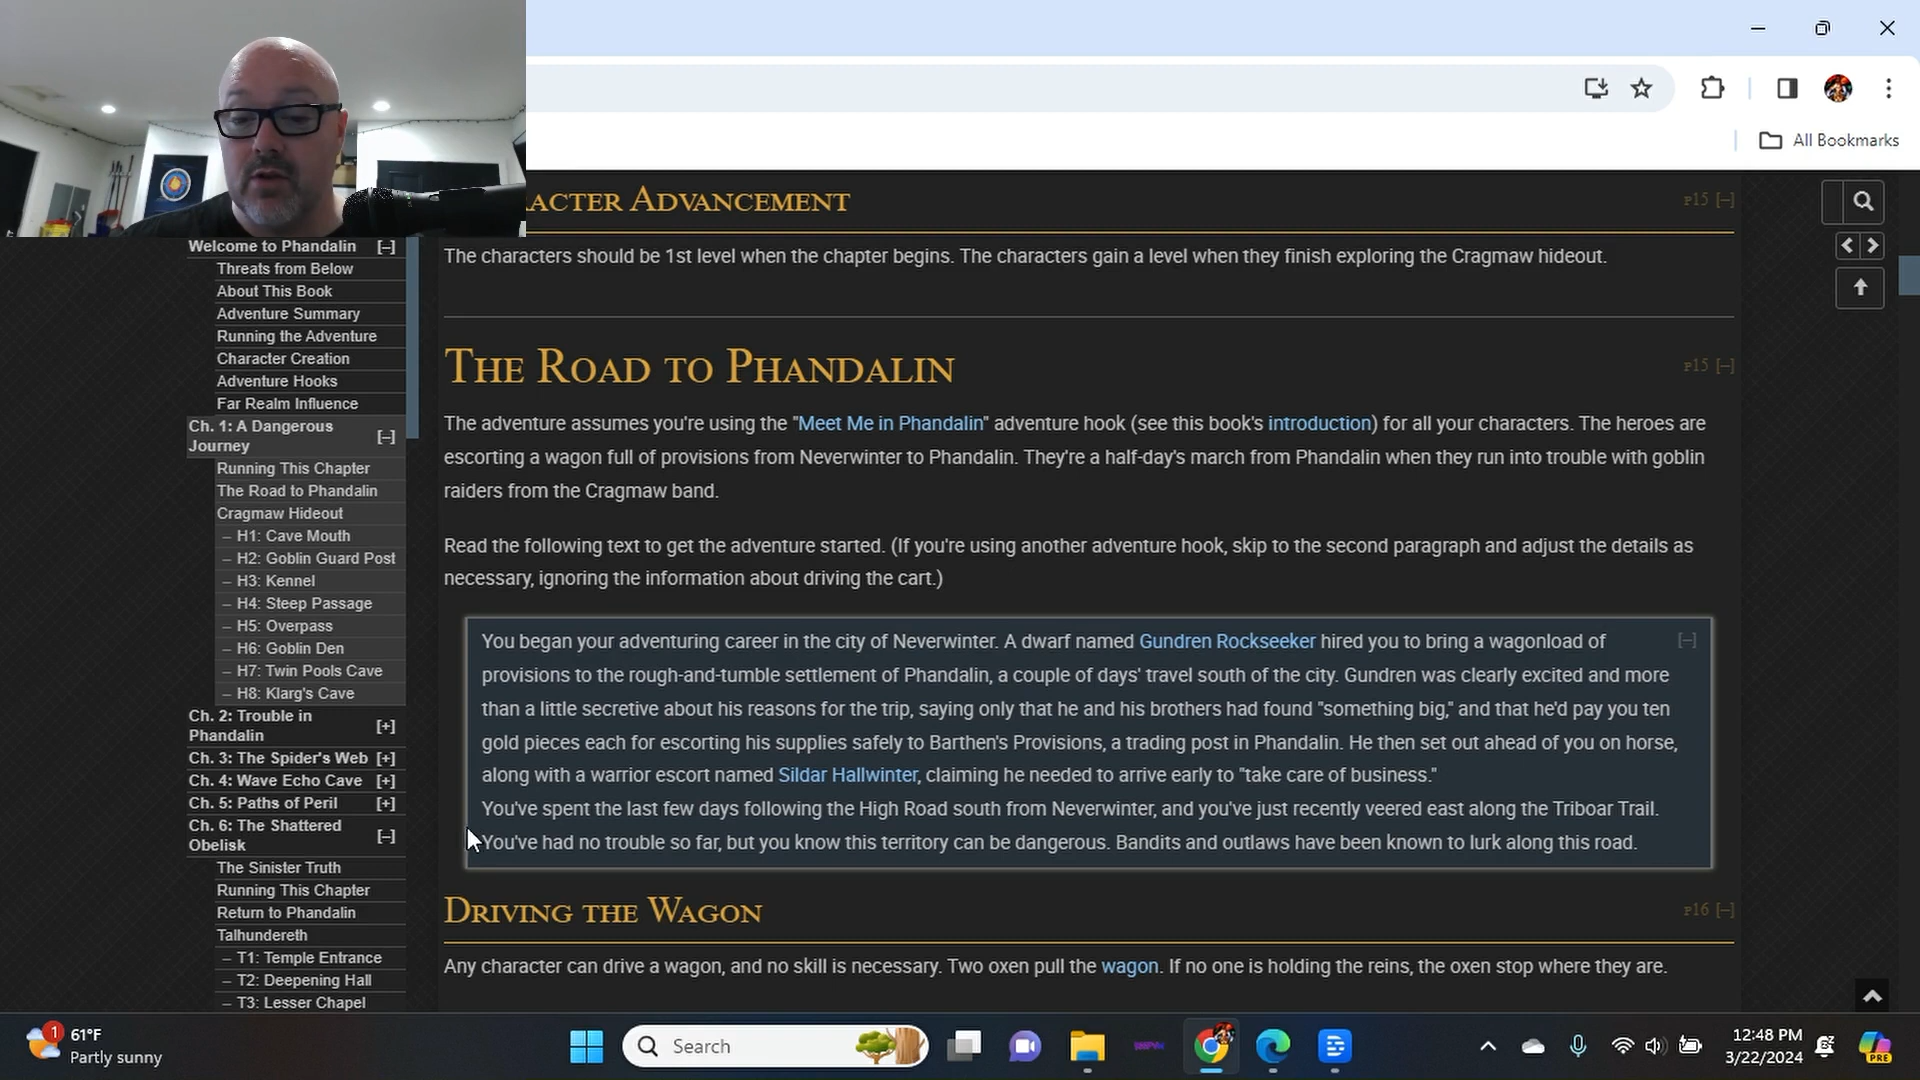 All Bookmarks
ACTER ADVANCEMENT
P15 [–]
The characters should be 1st level when the chapter begins. The characters gain a level when they finish exploring the Cragmaw hideout.
THE ROAD TO PHANDALIN
P15 [–]
The adventure assumes you're using the "Meet Me in Phandalin" adventure hook (see this book's introduction) for all your characters. The heroes are
escorting a wagon full of provisions from Neverwinter to Phandalin. They're a half-day's march from Phandalin when they run into trouble with goblin
raiders from the Cragmaw band.
Read the following text to get the adventure started. (If you're using another adventure hook, skip to the second paragraph and adjust the details as
necessary, ignoring the information about driving the cart.)
You began your adventuring career in the city of Neverwinter. A dwarf named Gundren Rockseeker hired you to bring a wagonload of
[–]
provisions to the rough-and-tumble settlement of Phandalin, a couple of days' travel south of the city. Gundren was clearly excited and more
than a little secretive about his reasons for the trip, saying only that he and his brothers had found "something big," and that he'd pay you ten
gold pieces each for escorting his supplies safely to Barthen's Provisions, a trading post in Phandalin. He then set out ahead of you on horse,
along with a warrior escort named Sildar Hallwinter, claiming he needed to arrive early to "take care of business."
You've spent the last few days following the High Road south from Neverwinter, and you've just recently veered east along the Triboar Trail.
You've had no trouble so far, but you know this territory can be dangerous. Bandits and outlaws have been known to lurk along this road.
DRIVING THE WAGON
P16 [–]
Any character can drive a wagon, and no skill is necessary. Two oxen pull the wagon. If no one is holding the reins, the oxen stop where they are.
Welcome to Phandalin [–]
Threats from Below
About This Book
Adventure Summary
Running the Adventure
Character Creation
Adventure Hooks
Far Realm Influence
Ch. 1: A Dangerous
Journey [–]
Running This Chapter
The Road to Phandalin
Cragmaw Hideout
– H1: Cave Mouth
– H2: Goblin Guard Post
– H3: Kennel
– H4: Steep Passage
– H5: Overpass
– H6: Goblin Den
– H7: Twin Pools Cave
– H8: Klarg's Cave
Ch. 2: Trouble in
Phandalin [+]
Ch. 3: The Spider's Web [+]
Ch. 4: Wave Echo Cave [+]
Ch. 5: Paths of Peril [+]
Ch. 6: The Shattered
Obelisk [–]
The Sinister Truth
Running This Chapter
Return to Phandalin
Talhundereth
– T1: Temple Entrance
– T2: Deepening Hall
– T3: Lesser Chapel
1
61°F
Partly sunny
Search
12:48 PM
3/22/2024
PRE